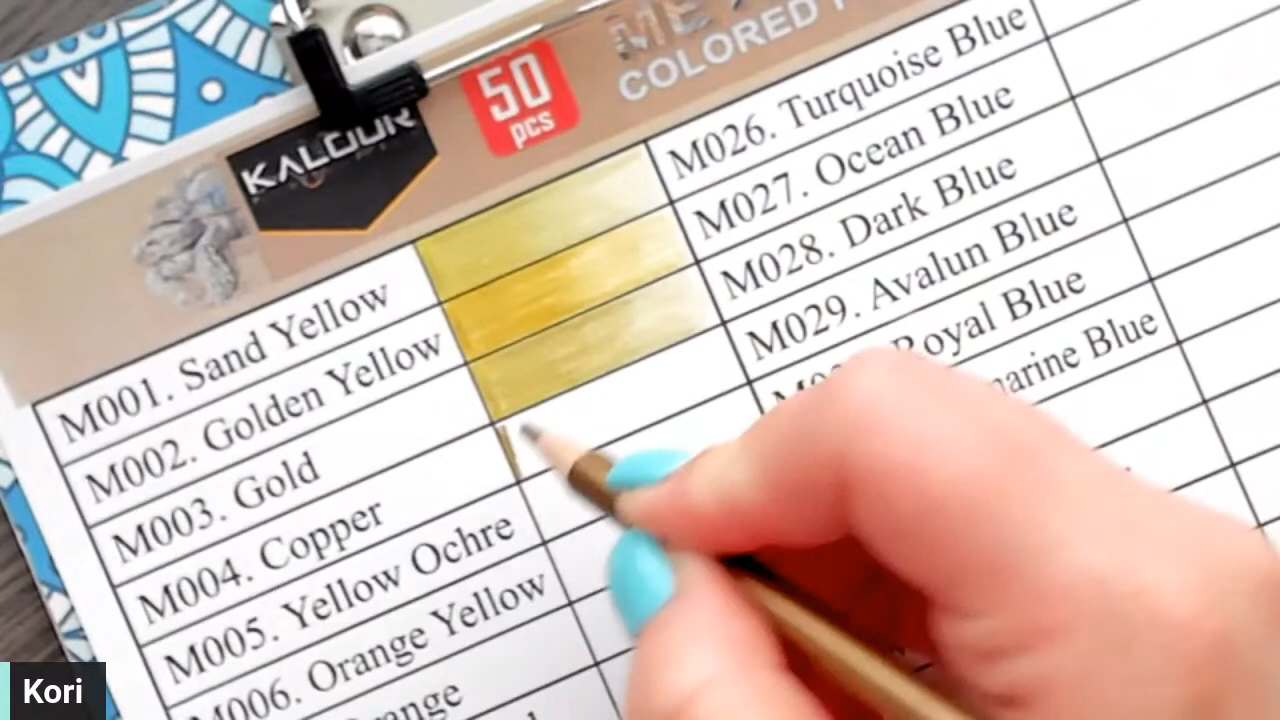 KALOUR
50
pcs
COLORED
M001. Sand Yellow
M002. Golden Yellow
M003. Gold
M004. Copper
M005. Yellow Ochre
M006. Orange Yellow
M026. Turquoise Blue
M027. Ocean Blue
M028. Dark Blue
M029. Avalun Blue
Royal Blue
Blue
Kori